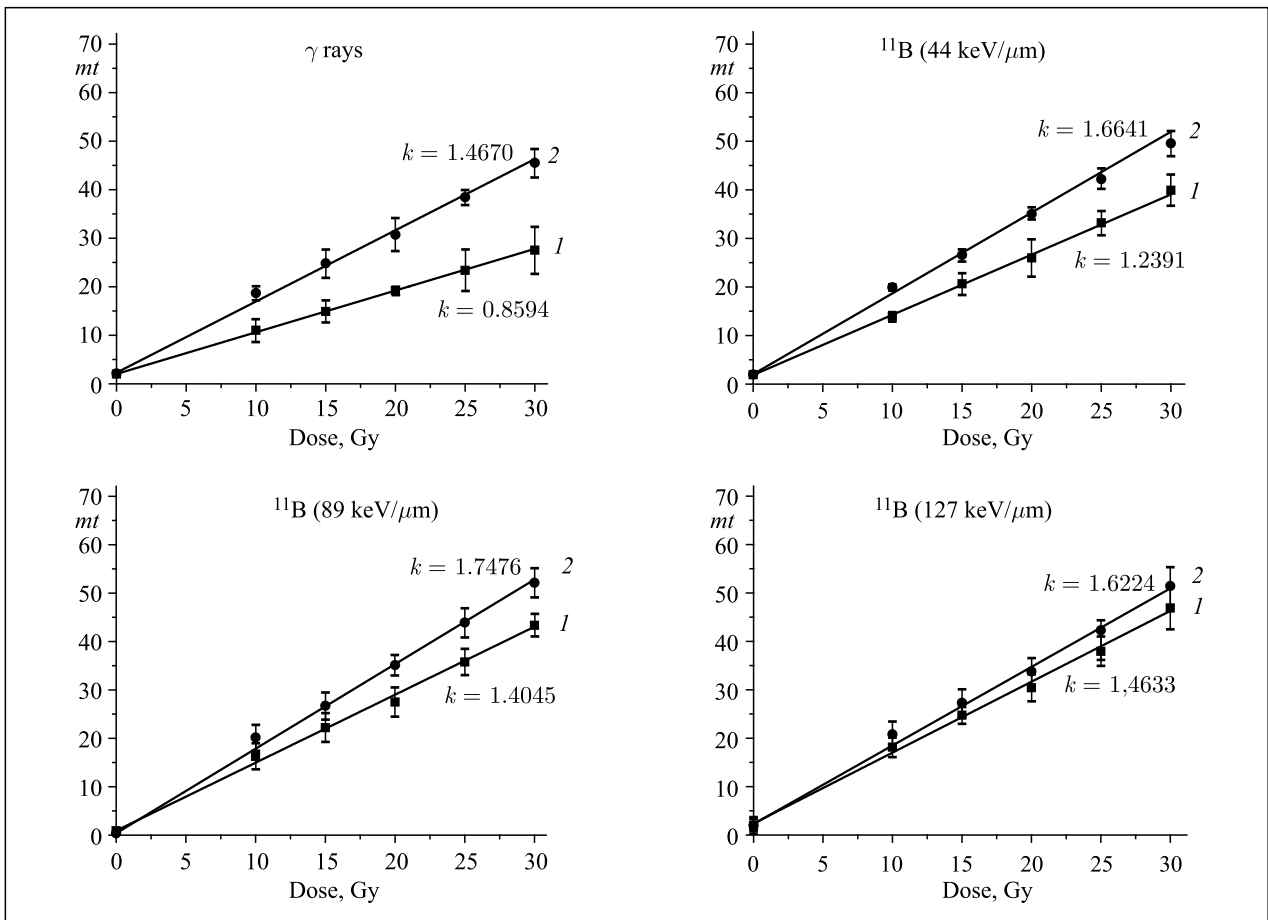 γ rays
70
mt
60
50
40
30
20
10
0
k = 1.4670
2
1
k = 0.8594
0 5 10 15 20 25 30
Dose, Gy
¹¹B (44 keV/μm)
70
mt
60
50
40
30
20
10
0
k = 1.6641
2
1
k = 1.2391
0 5 10 15 20 25 30
Dose, Gy
¹¹B (89 keV/μm)
70
mt
60
50
40
30
20
10
0
k = 1.7476
2
1
k = 1.4045
0 5 10 15 20 25 30
Dose, Gy
¹¹B (127 keV/μm)
70
mt
60
50
40
30
20
10
0
k = 1.6224
2
1
k = 1,4633
0 5 10 15 20 25 30
Dose, Gy